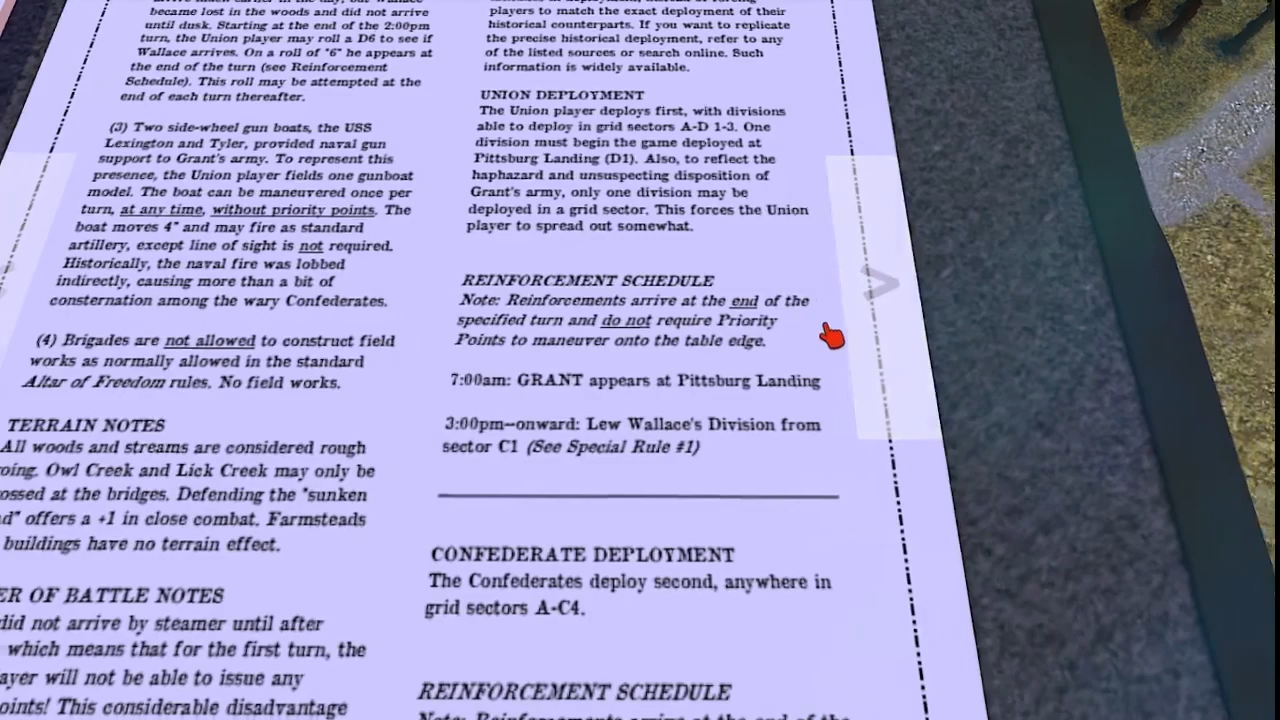 became lost in the woods and did not arrive
until dusk. Starting at the end of the 2:00pm
turn, the Union player may roll a D6 to see if
Wallace arrives. On a roll of "6" he appears at
the end of the turn (see Reinforcement
Schedule). This roll may be attempted at the
end of each turn thereafter.
(3) Two side-wheel gun boats, the USS
Lexington and Tyler, provided naval gun
support to Grant's army. To represent this
presence, the Union player fields one gunboat
model. The boat can be maneuvered once per
turn, at any time, without priority points. The
boat moves 4" and may fire as standard
artillery, except line of sight is not required.
Historically, the naval fire was lobbed
indirectly, causing more than a bit of
consternation among the wary Confederates.
(4) Brigades are not allowed to construct field
works as normally allowed in the standard
Altar of Freedom rules. No field works.
TERRAIN NOTES
All woods and streams are considered rough
oing. Owl Creek and Lick Creek may only be
ossed at the bridges. Defending the "sunken
d" offers a +1 in close combat. Farmsteads
buildings have no terrain effect.
ER OF BATTLE NOTES
did not arrive by steamer until after
which means that for the first turn, the
ayer will not be able to issue any
oints! This considerable disadvantage
players to match the exact deployment of their
historical counterparts. If you want to replicate
the precise historical deployment, refer to any
of the listed sources or search online. Such
information is widely available.
UNION DEPLOYMENT
The Union player deploys first, with divisions
able to deploy in grid sectors A-D 1-3. One
division must begin the game deployed at
Pittsburg Landing (D1). Also, to reflect the
haphazard and unsuspecting disposition of
Grant's army, only one division may be
deployed in a grid sector. This forces the Union
player to spread out somewhat.
REINFORCEMENT SCHEDULE
Note: Reinforcements arrive at the end of the
specified turn and do not require Priority
Points to maneuver onto the table edge.
7:00am: GRANT appears at Pittsburg Landing
3:00pm—onward: Lew Wallace's Division from
sector C1 (See Special Rule #1)
CONFEDERATE DEPLOYMENT
The Confederates deploy second, anywhere in
grid sectors A-C4.
REINFORCEMENT SCHEDULE
Note: Reinforcements arrive at the end of the